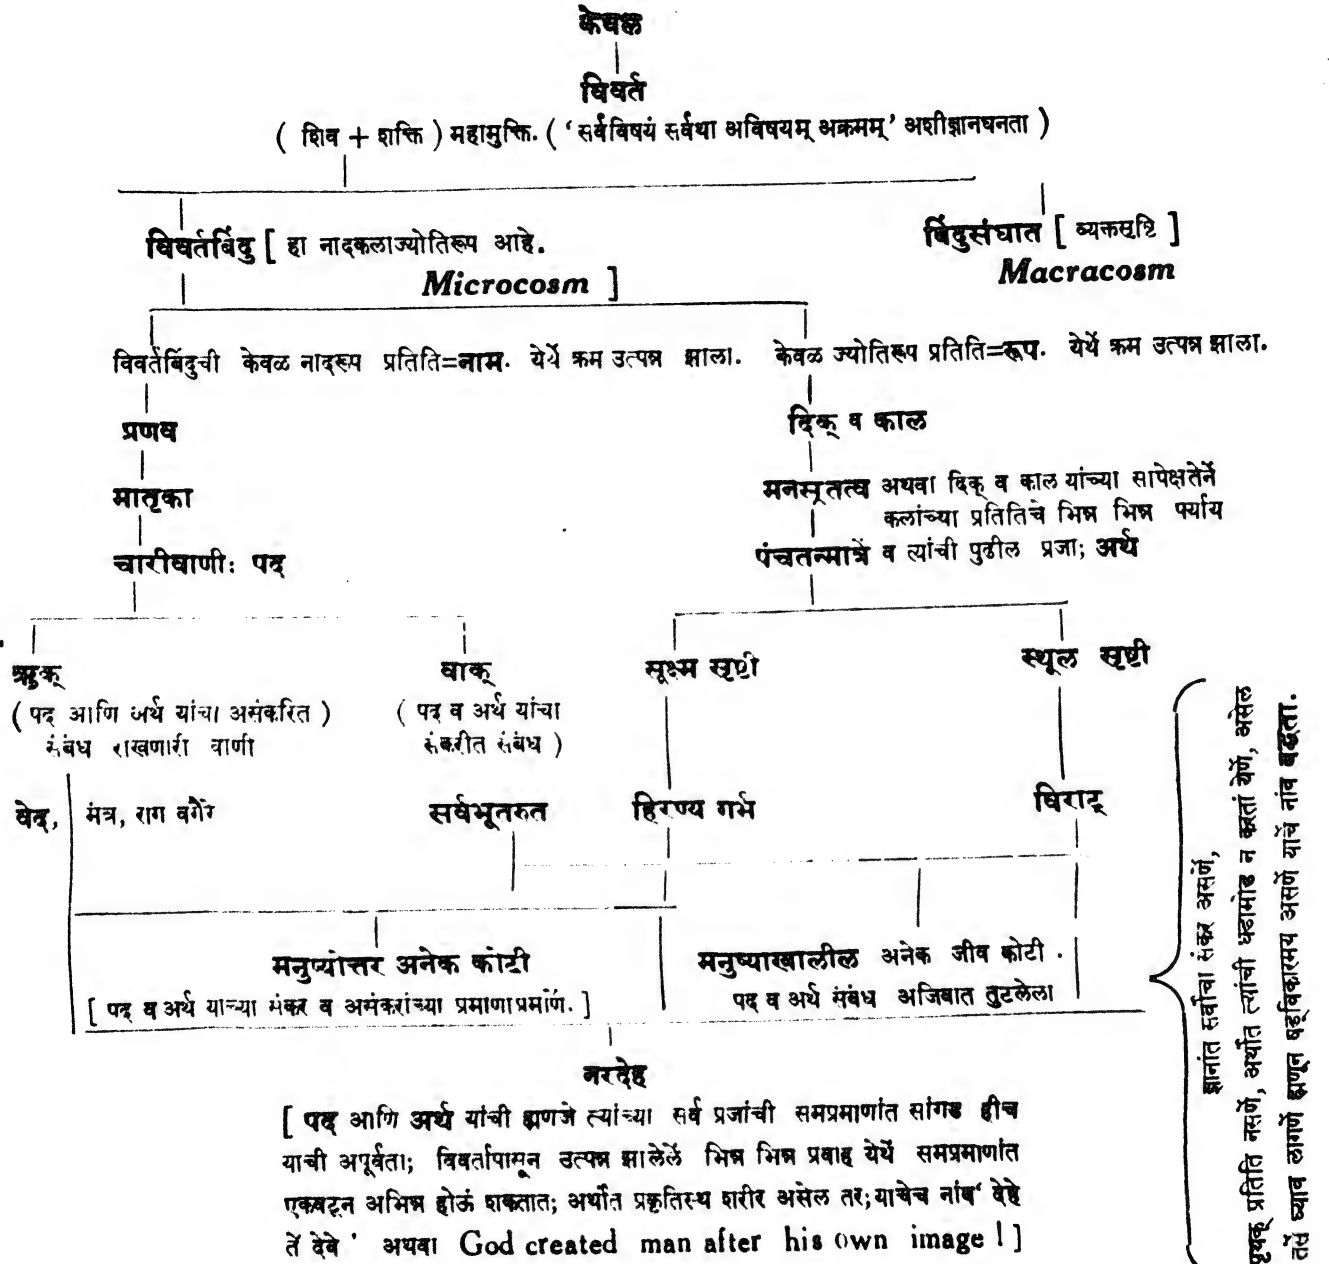 केवळ
विवर्त
( शिव + शक्ति ) महामुक्ति. ( ‘सर्वविषयं सर्वथा अविषयम् अक्रमम्’ अशीज्ञानघनता )
विवर्तबिंदु [ हा नादकलाज्योतिरूप आहे.
Microcosm ]
बिंदुसंघात [ व्यक्तसृष्टि ]
Macracosm
विवर्तबिंदुची केवळ नादरूप प्रतिति=नाम. येथें क्रम उत्पन्न झाला.
केवळ ज्योतिरूप प्रतिति=रूप. येथें क्रम उत्पन्न झाला.
प्रणव
दिक् व काल
मातृका
मनस्तत्व अथवा दिक् व काल यांच्या सापेक्षतेनें
कलांच्या प्रतितिचे भिन्न भिन्न पर्याय
चारीवाणी: पद
पंचतन्मात्रें व त्यांची पुढील प्रजा; अर्थ
ऋुक्
( पद आणि अर्थ यांचा असंकरित )
संबंध राखणारी वाणी
वाक्
( पद व अर्थ यांचा
संकरीत संबंध )
सूक्ष्म सृष्टी
स्थूल सृष्टी
वेद, मंत्र, राग वगैरे
सर्वभूतरुत
हिरण्य गर्भ
विराट्
मनुष्योत्तर अनेक कोटी
[ पद व अर्थ याच्या संकर व असंकरांच्या प्रमाणाप्रमाणें. ]
मनुष्याखालील अनेक जीव कोटी.
पद व अर्थ संबंध अजिबात तुटलेला
नरदेह
[ पद आणि अर्थ यांची ह्मणजे त्यांच्या सर्व प्रजांची समप्रमाणांत सांगड हीच
याची अपूर्वता; विवर्तापासून उत्पन्न झालेलें भिन्न भिन्न प्रवाह येथें समप्रमाणांत
एकवटून अभिन्न होऊं शकतात; अर्थात प्रकृतिस्थ शरीर असेल तर; याचेच नांव ‘ देहे
तें देवे ’ अथवा God created man after his own image ! ]
ज्ञानांत सर्वांचा संकर असणें,
पृथक् प्रतिति नसणें, अर्थात त्यांची घडामोड न करतां येणें, असेल
तसें घ्याव लागणें ह्मणून षड्विकारमय असणें याचें नांव बद्धता.